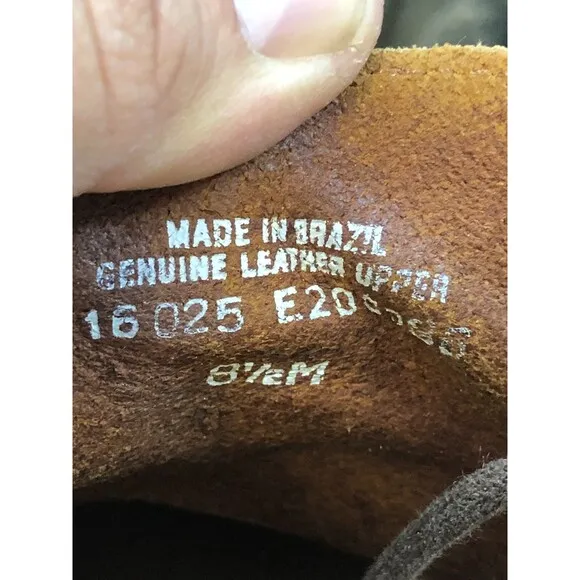 MADE IN BRAZIL
GENUINE LEATHER UPPER
16 025
8½M